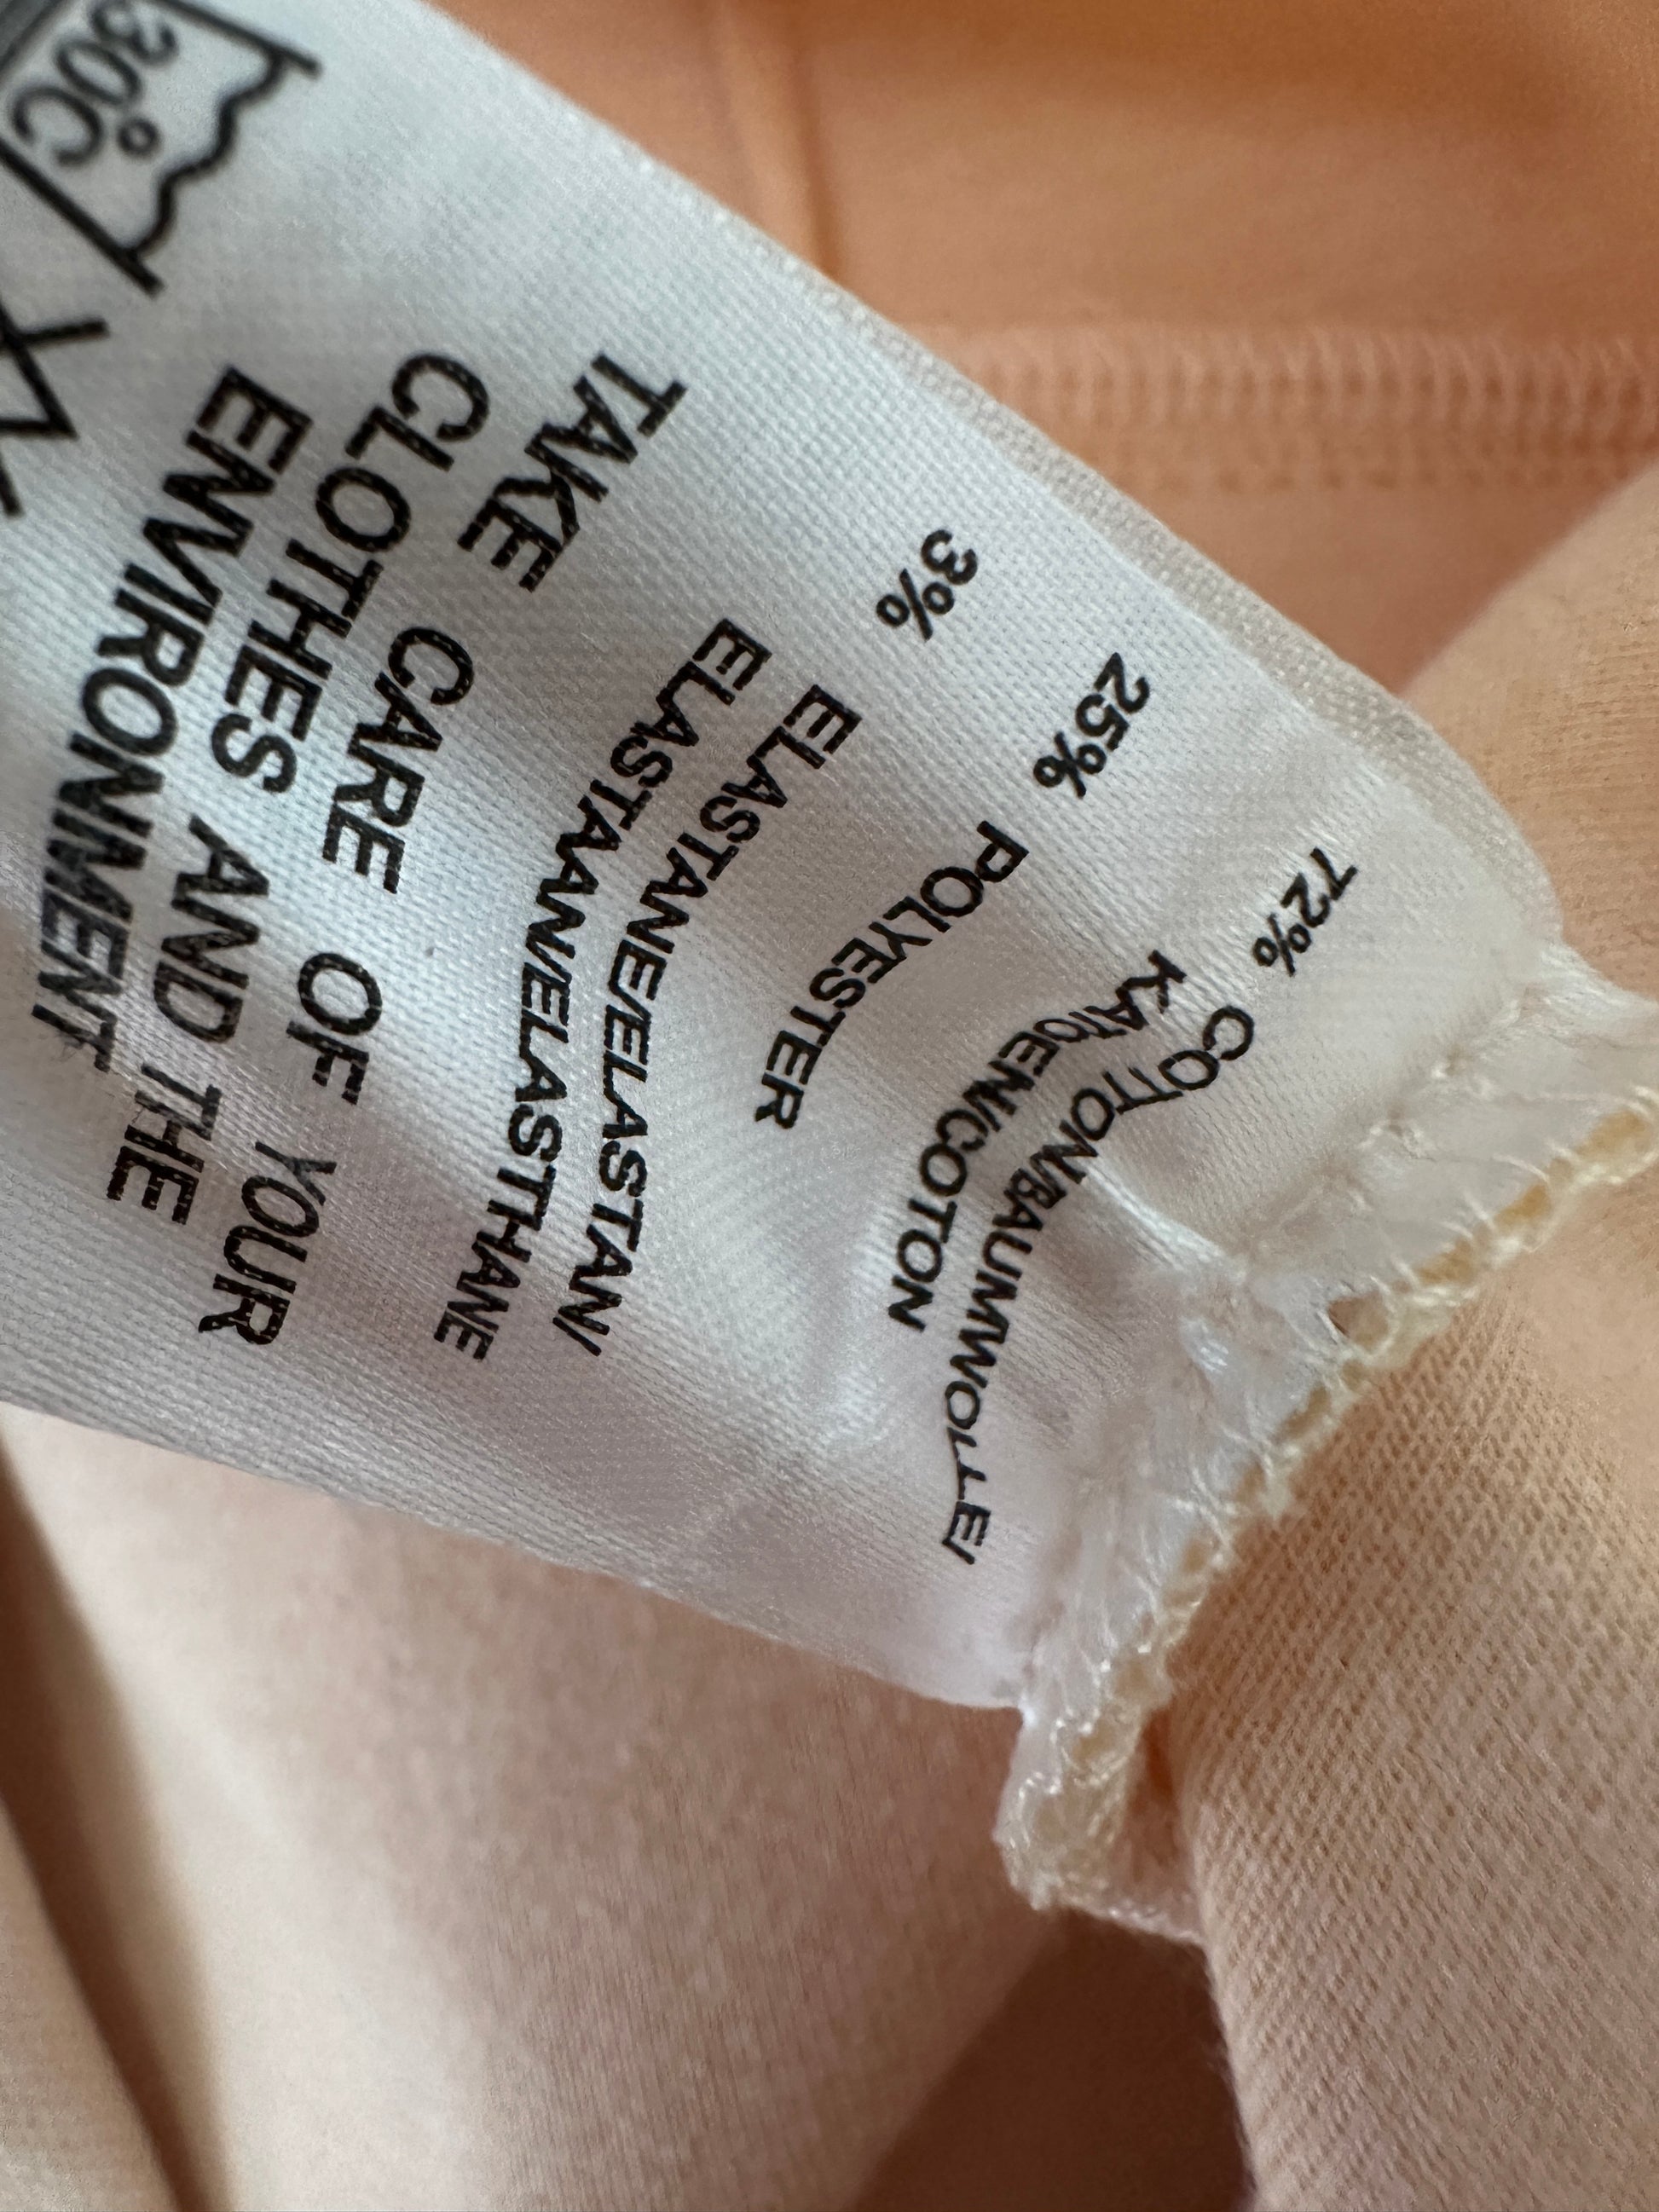 72% COTTON/BAUMWOLLE/
KATOEN/COTON
25% POLYESTER
3% ELASTANE/ELASTAN/
ELASTAAN/ELASTHANE
TAKE CARE OF YOUR
CLOTHES AND THE
ENVIRONMENT
30°C